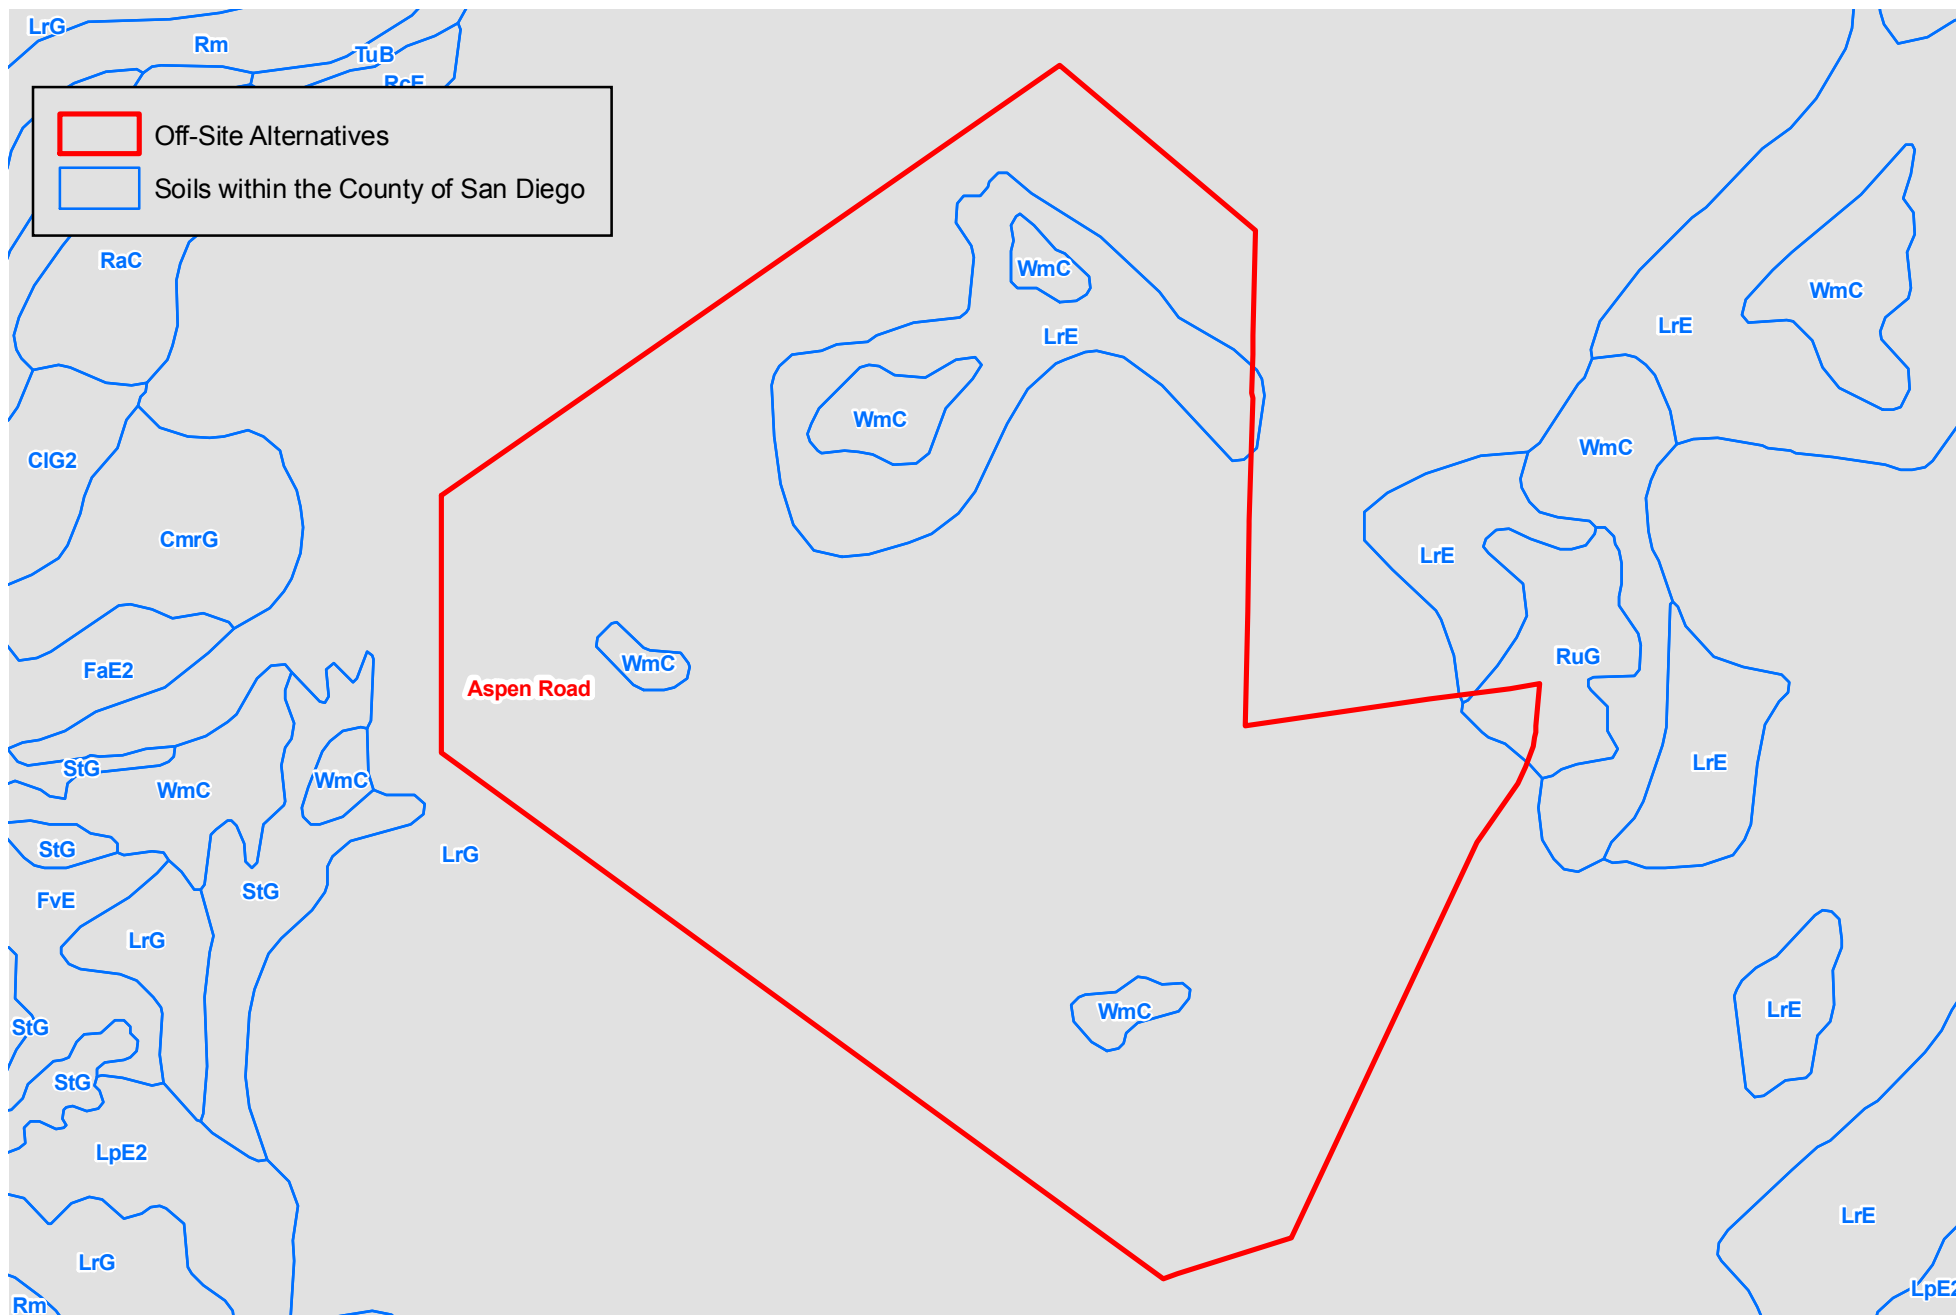 LrG
Rm
TuB
RcE
Off-Site Alternatives
Soils within the County of San Diego
RaC
WmC
WmC
LrE
LrE
WmC
WmC
ClG2
CmrG
LrE
WmC
RuG
FaE2
Aspen Road
StG
WmC
WmC
LrE
StG
LrG
StG
FvE
LrG
LrE
WmC
StG
StG
LpE2
LrE
LrG
LpE2
Rm